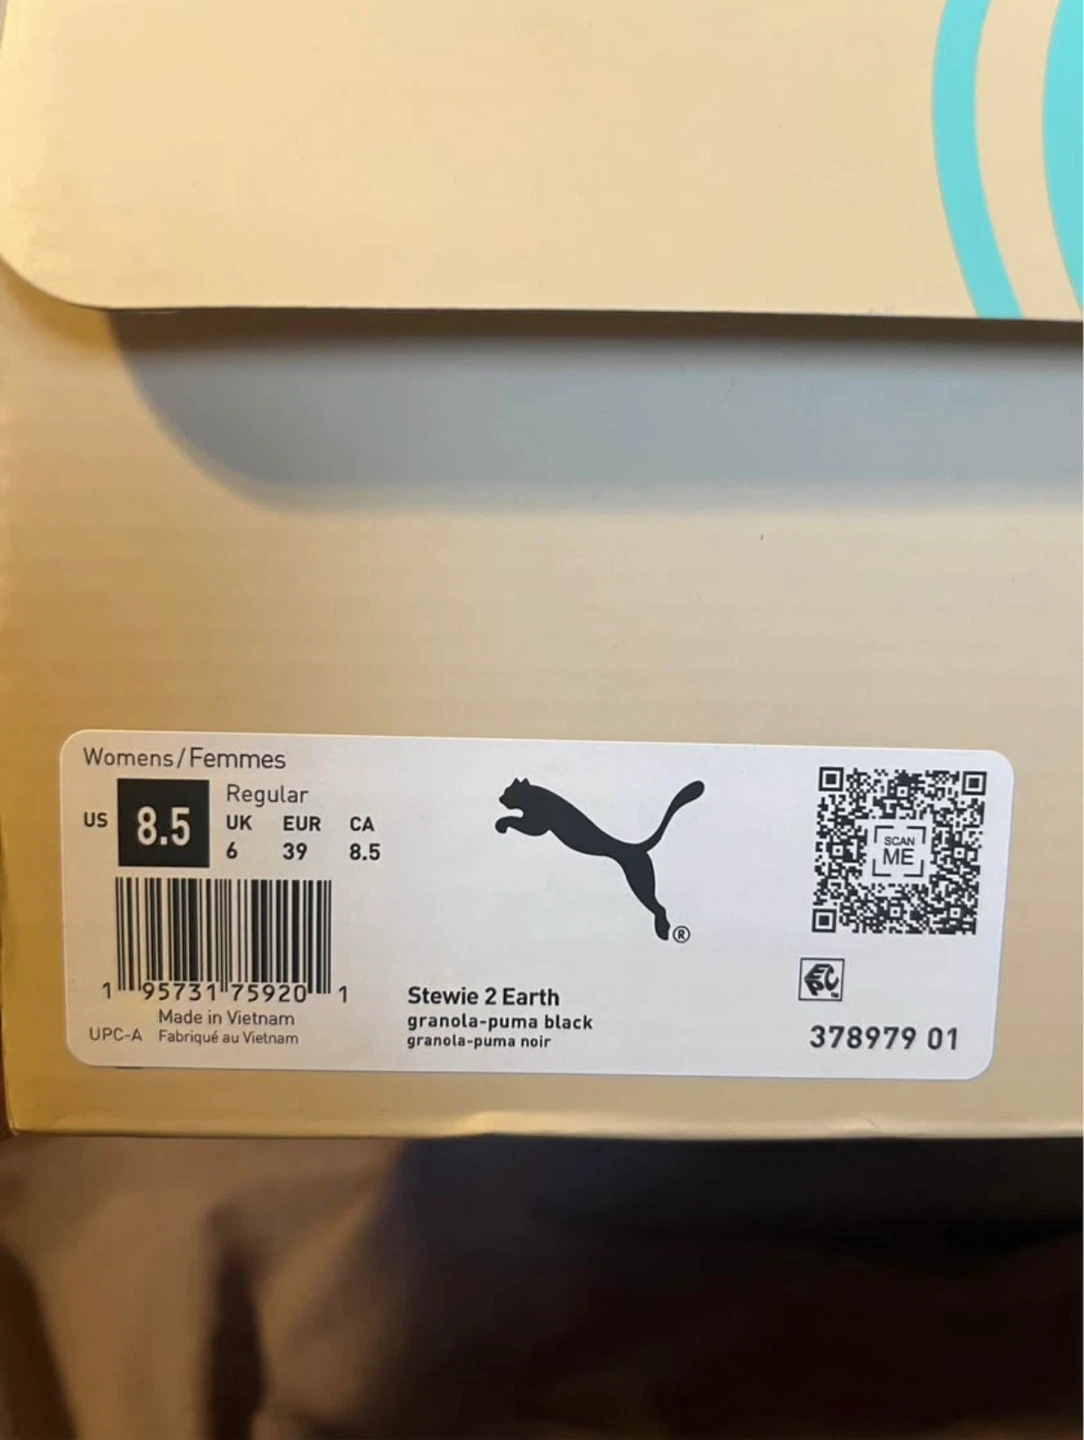 Womens/Femmes
US 8.5
Regular
UK EUR CA
6 39 8.5
1 95731 75920 1
Made in Vietnam
UPC-A Fabriqué au Vietnam
Stewie 2 Earth
granola-puma black
granola-puma noir
®
SCAN
ME
EPC
378979 01